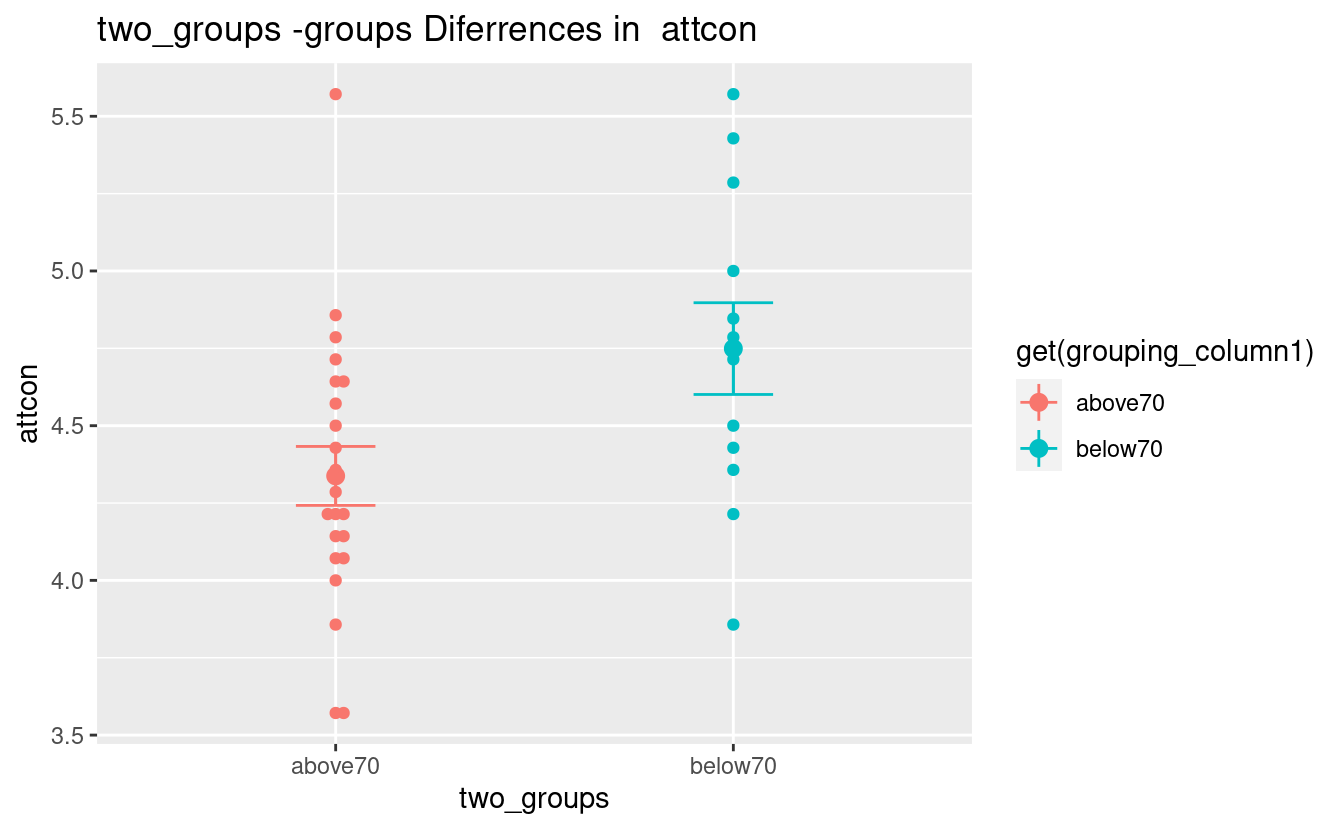 two_groups -groups Diferrences in  attcon
5.5
5.0
4.5
4.0
3.5
attcon
above70
below70
two_groups
get(grouping_column1)
above70
below70